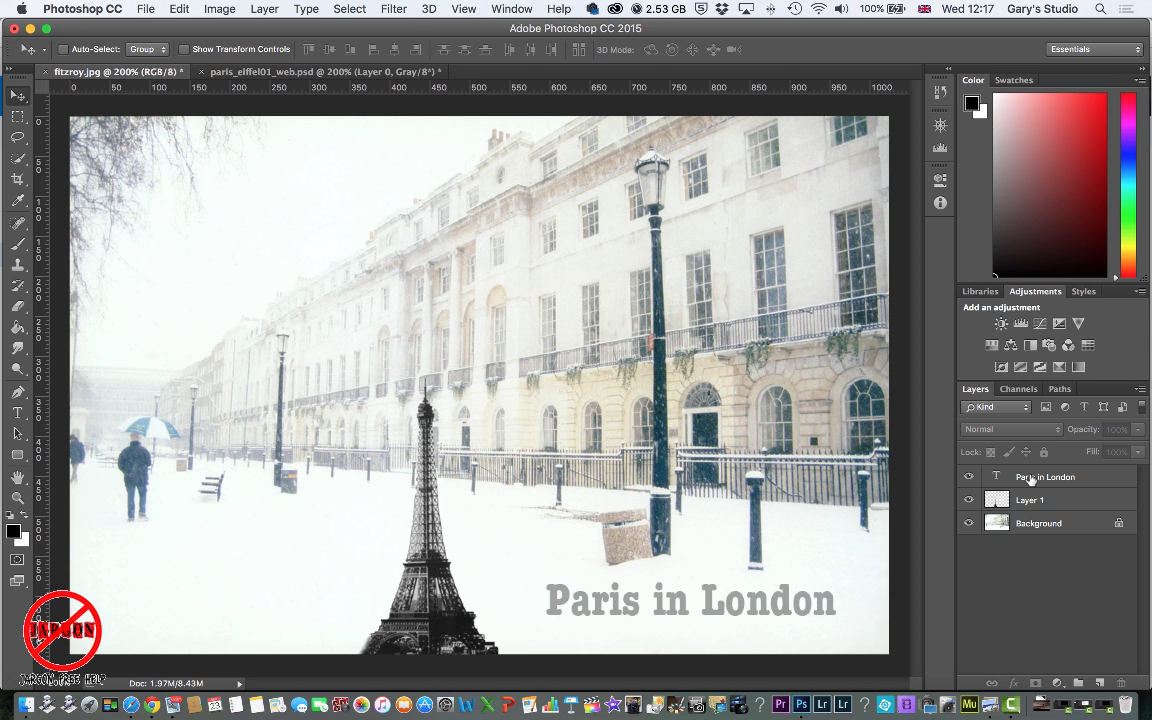 Photoshop CC File Edit Image Layer Type Select Filter 3D View Window Help 2.53 GB 100% Wed 12:17 Gary's Studio
Adobe Photoshop CC 2015
Auto-Select: Group Show Transform Controls 3D Mode: Essentials
fitzroy.jpg @ 200% (RGB/8) * paris_eiffel01_web.psd @ 200% (Layer 0, Gray/8*) *
0 50 100 150 200 250 300 350 400 450 500 550 600 650 700 750 800 850 900 950 1000
Color Swatches
Libraries Adjustments Styles
Add an adjustment
Layers Channels Paths
Kind
Normal Opacity: 100%
Lock: Fill: 100%
Paris in London
Layer 1
Background
Paris in London
JARGON
JARGON FREE HELP
Doc: 1.97M/8.43M